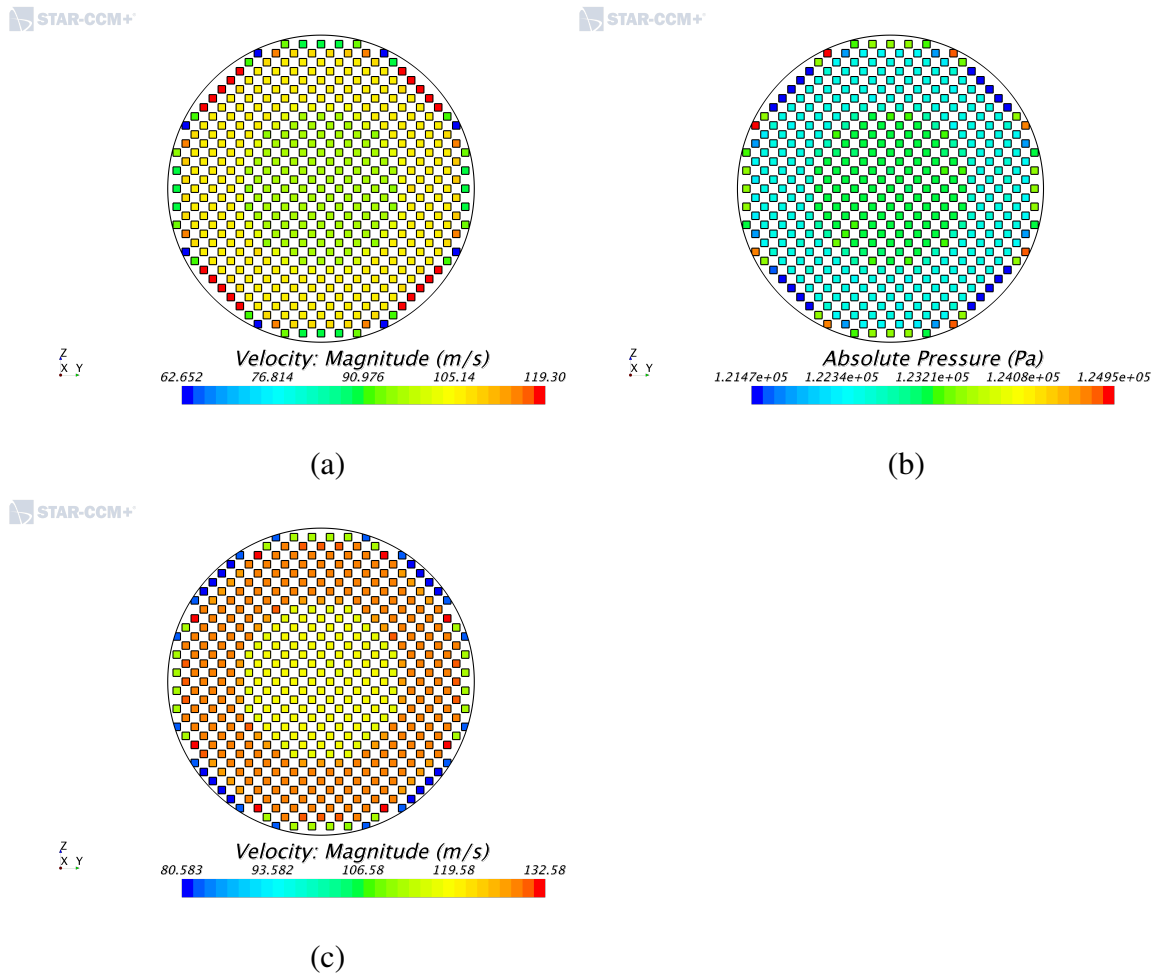 STAR-CCM+
STAR-CCM+
Z
X Y
Velocity: Magnitude (m/s)
62.652 76.814 90.976 105.14 119.30
Z
X Y
Absolute Pressure (Pa)
1.2147e+05 1.2234e+05 1.2321e+05 1.2408e+05 1.2495e+05
(a)
(b)
STAR-CCM+
Z
X Y
Velocity: Magnitude (m/s)
80.583 93.582 106.58 119.58 132.58
(c)